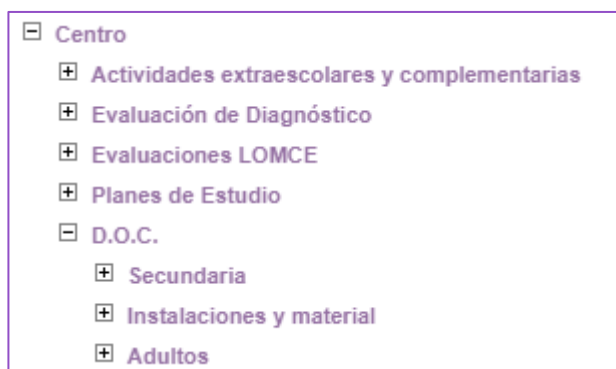 Centro
Actividades extraescolares y complementarias
Evaluación de Diagnóstico
Evaluaciones LOMCE
Planes de Estudio
D.O.C.
Secundaria
Instalaciones y material
Adultos